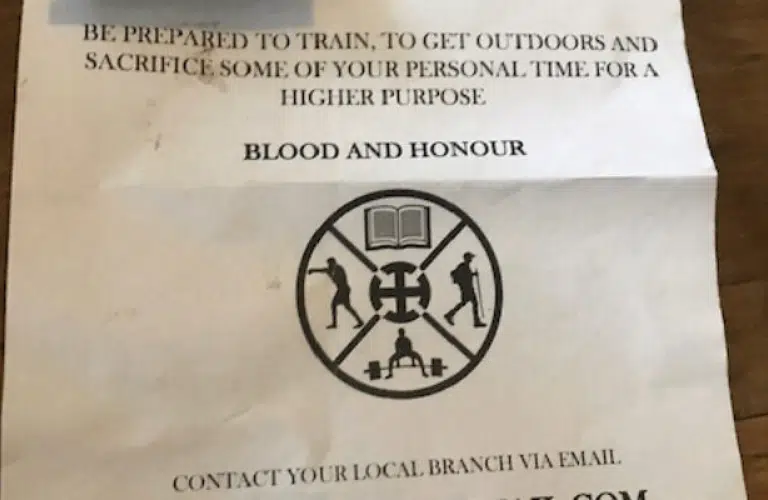 BE PREPARED TO TRAIN, TO GET OUTDOORS AND
SACRIFICE SOME OF YOUR PERSONAL TIME FOR A
HIGHER PURPOSE
BLOOD AND HONOUR
CONTACT YOUR LOCAL BRANCH VIA EMAIL